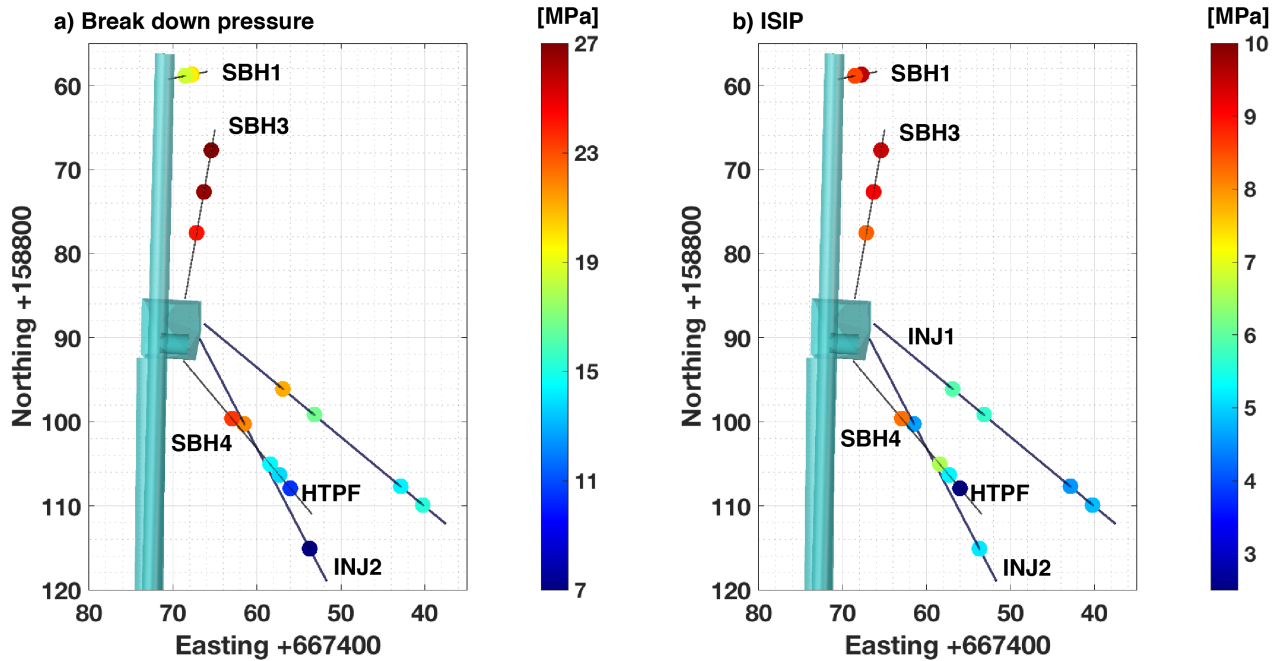 a) Break down pressure
[MPa]
27
23
19
15
11
7
SBH1
SBH3
SBH4
HTPF
INJ2
60
70
80
90
100
110
120
80
70
60
50
40
Northing +158800
Easting +667400
b) ISIP
[MPa]
10
9
8
7
6
5
4
3
SBH1
SBH3
INJ1
SBH4
HTPF
INJ2
60
70
80
90
100
110
120
80
70
60
50
40
Northing +158800
Easting +667400